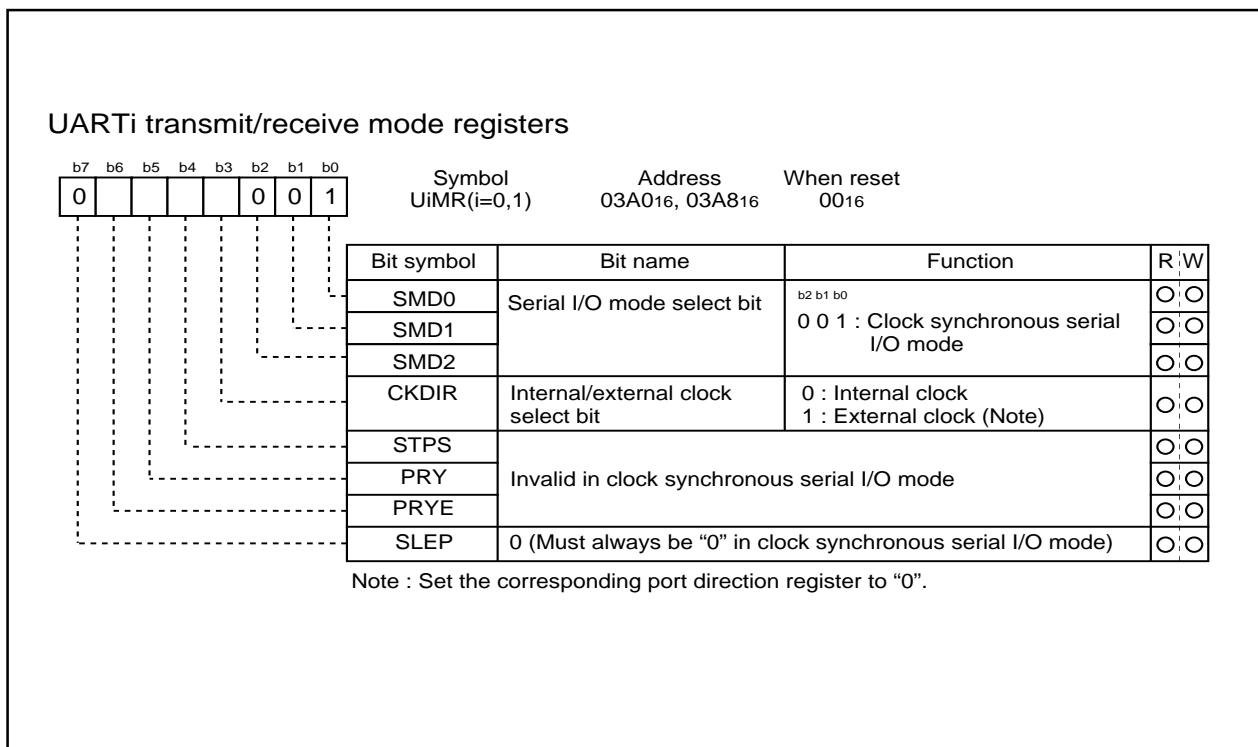 UARTi transmit/receive mode registers
b7 b6 b5 b4 b3 b2 b1 b0
0 0 0 1
Symbol Address When reset
UiMR(i=0,1) 03A016, 03A816 0016
Bit symbol Bit name Function R W
SMD0 Serial I/O mode select bit b2 b1 b0
SMD1 0 0 1 : Clock synchronous serial
I/O mode
SMD2
CKDIR Internal/external clock 0 : Internal clock
select bit 1 : External clock (Note)
STPS
PRY Invalid in clock synchronous serial I/O mode
PRYE
SLEP 0 (Must always be “0” in clock synchronous serial I/O mode)
Note : Set the corresponding port direction register to “0”.